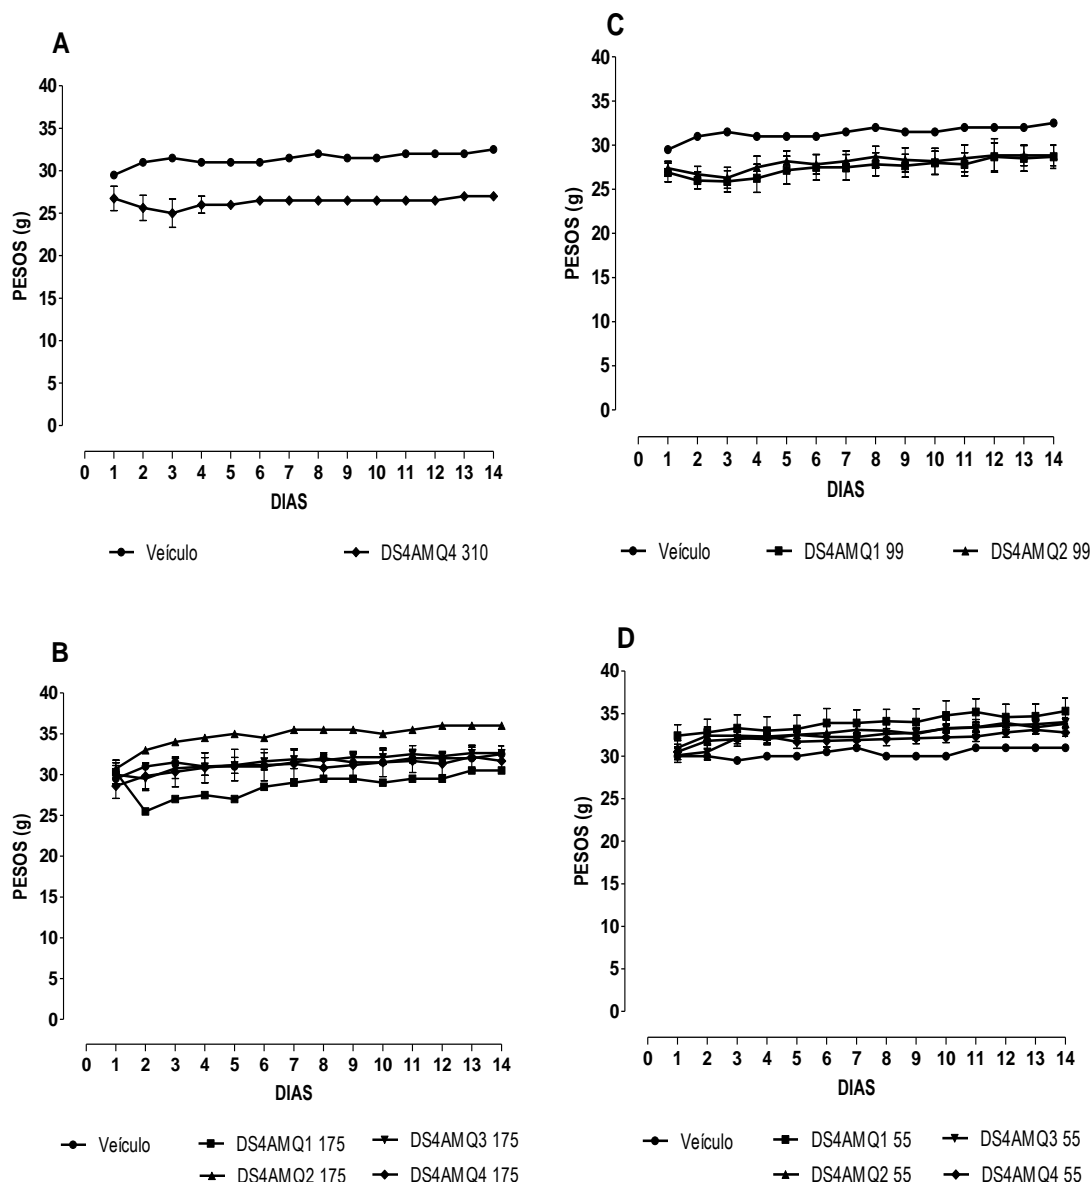 A
40
35
30
25
20
15
10
5
0
PESOS (g)
0 1 2 3 4 5 6 7 8 9 10 11 12 13 14
DIAS
Veículo DS4AMQ4 310
C
40
35
30
25
20
15
10
5
0
PESOS (g)
0 1 2 3 4 5 6 7 8 9 10 11 12 13 14
DIAS
Veículo DS4AMQ1 99 DS4AMQ2 99
B
40
35
30
25
20
15
10
5
0
PESOS (g)
0 1 2 3 4 5 6 7 8 9 10 11 12 13 14
DIAS
Veículo DS4AMQ1 175 DS4AMQ3 175
DS4AMQ2 175 DS4AMQ4 175
D
40
35
30
25
20
15
10
5
0
PESOS (g)
0 1 2 3 4 5 6 7 8 9 10 11 12 13 14
DIAS
Veículo DS4AMQ1 55 DS4AMQ3 55
DS4AMQ2 55 DS4AMQ4 55